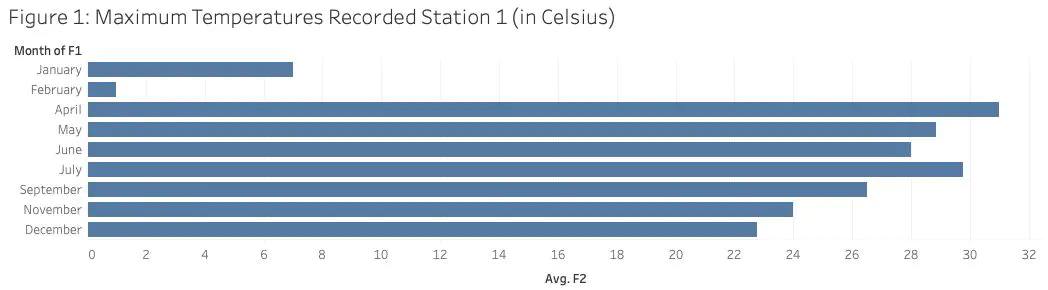 Figure 1: Maximum Temperatures Recorded Station 1 (in Celsius)
Month of F1
January
February
April
May
June
July
September
November
December
0 2 4 6 8 10 12 14 16 18 20 22 24 26 28 30 32
Avg. F2